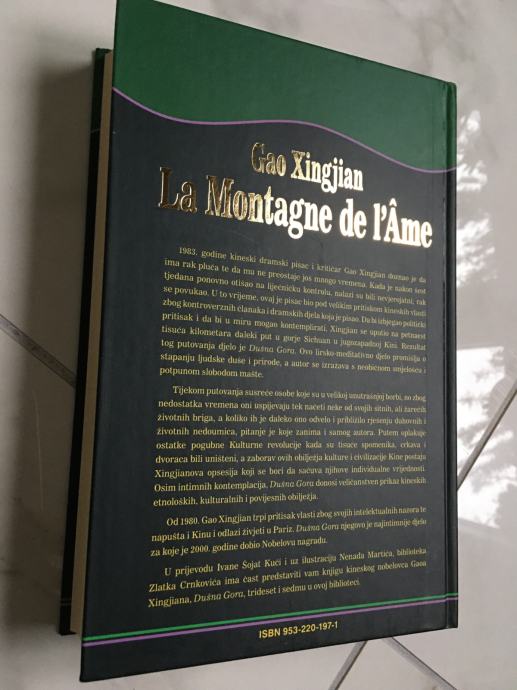 Gao Xingjian
La Montagne de l'Âme
1983. godine kineski dramski pisac i kritičar Gao Xingjian doznao je da
ima rak pluća te da mu ne preostaje još mnogo vremena. Kada je nakon šest
tjedana ponovno otišao na liječničku kontrolu, nalazi su bili nevjerojatni; rak
se povukao. U to vrijeme, ovaj je pisac bio pod velikim pritiskom kineskih vlasti
zbog kontroverznih članaka i dramskih djela koja je pisao. Da bi izbjegao politički
pritisak i da bi u miru mogao kontemplirati, Xingjian se uputio na petnaest
tisuća kilometara daleki put u gorje Sichuan u jugozapadnoj Kini. Rezultat
tog putovanja djelo je Dušna Gora. Ovo lirsko-meditativno djelo promišlja o
stapanju ljudske duše i prirode, a autor se izražava s neobičnom smjelošću i
potpunom slobodom mašte.
Tijekom putovanja susreće osobe koje su u velikoj unutrašnjoj borbi, no zbog
nedostatka vremena oni uspijevaju tek načeti neke od svojih sitnih, ali žarećih
životnih briga, a koliko ih je daleko ono odvelo i približilo rješenju duhovnih i
životnih nedoumica, pitanje je koje zanima i samog autora. Putem oplakuje
ostatke pogubne Kulturne revolucije kada su tisuće spomenika, crkava i
dvoraca bili uništeni, a zaborav ovih obilježja kulture i civilizacije Kine postaja
Xingjianova opsesija koji se bori da sačuva njihove individualne vrijednosti.
Osim intimnih kontemplacija, Dušna Gora donosi veličanstven prikaz kineskih
etnoloških, kulturalnih i povijesnih obilježja.
Od 1980. Gao Xingjian trpi pritisak vlasti zbog svojih intelektualnih nazora te
napušta i Kinu i odlazi živjeti u Pariz. Dušna Gora njegovo je najintimnije djelo
za koje je 2000. godine dobio Nobelovu nagradu.
U prijevodu Ivane Šojat Kuči i uz ilustraciju Nenada Martića, biblioteka
Zlatka Crnkovića ima čast predstaviti vam knjigu kineskog nobelovca Gaoa
Xingjiana, Dušna Gora, trideset i sedmu u ovoj biblioteci.
ISBN 953-220-197-1